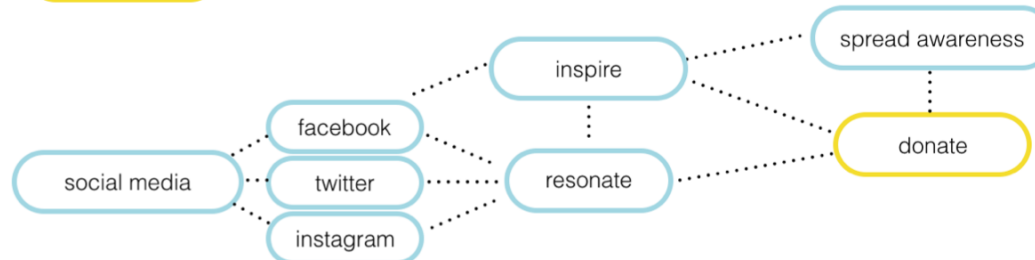 spread awareness
inspire
facebook
donate
social media
twitter
resonate
instagram